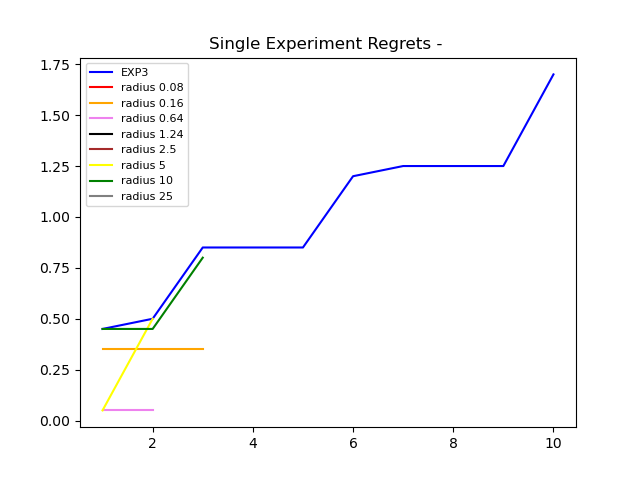 Single Experiment Regrets -
1.75
1.50
1.25
1.00
0.75
0.50
0.25
0.00
EXP3
radius 0.08
radius 0.16
radius 0.64
radius 1.24
radius 2.5
radius 5
radius 10
radius 25
2 4 6 8 10